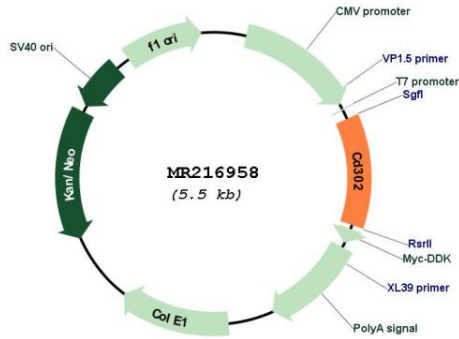 CMV promoter
f1 ori
SV40 ori
VP1.5 primer
T7 promoter
SgfI
Kan/Neo
MR216958
(5.5 kb)
Cd302
RsrII
Myc-DDK
XL39 primer
Col E1
PolyA signal